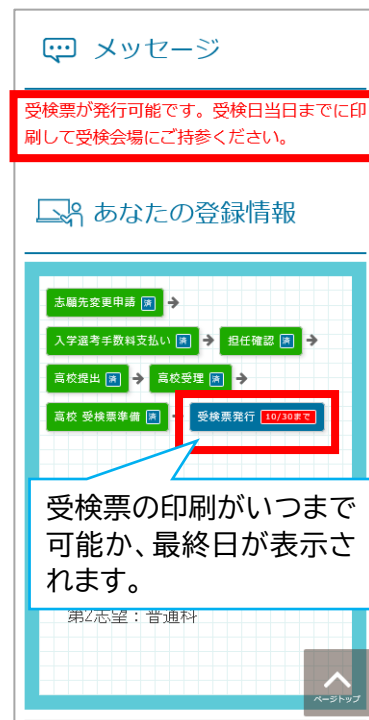 メッセージ
受検票が発行可能です。受検日当日までに印
刷して受検会場にご持参ください。
あなたの登録情報
志願先変更申請 済
入学選考手数料支払い 済 担任確認 済
高校提出 済 高校受理 済
高校 受検票準備 済 受検票発行 10/30まで
受検票の印刷がいつまで
可能か、最終日が表示さ
れます。
第2志望：普通科
ページトップ